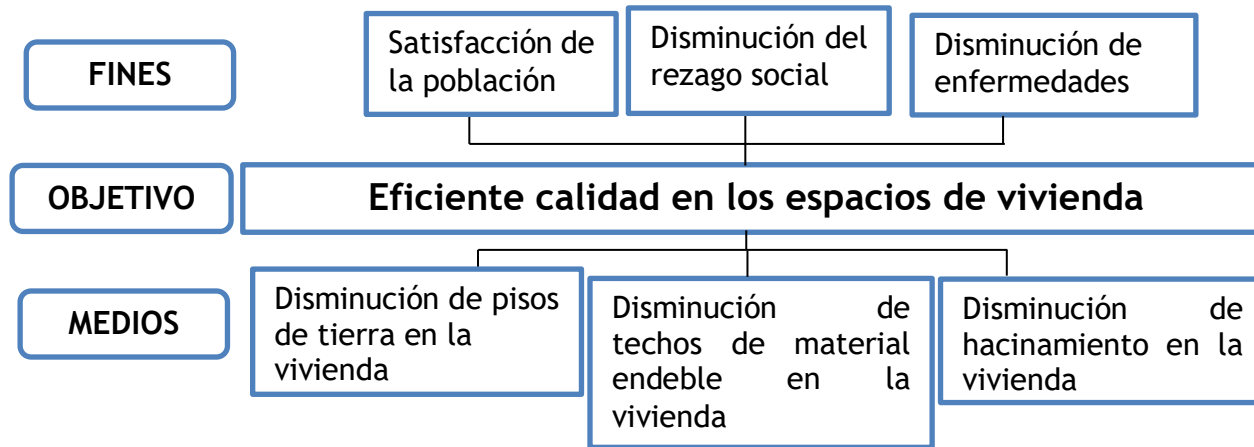 FINES
Satisfacción de
la población
Disminución del
rezago social
Disminución de
enfermedades
OBJETIVO
Eficiente calidad en los espacios de vivienda
MEDIOS
Disminución de pisos
de tierra en la
vivienda
Disminución de
techos de material
endeble en la
vivienda
Disminución de
hacinamiento en la
vivienda